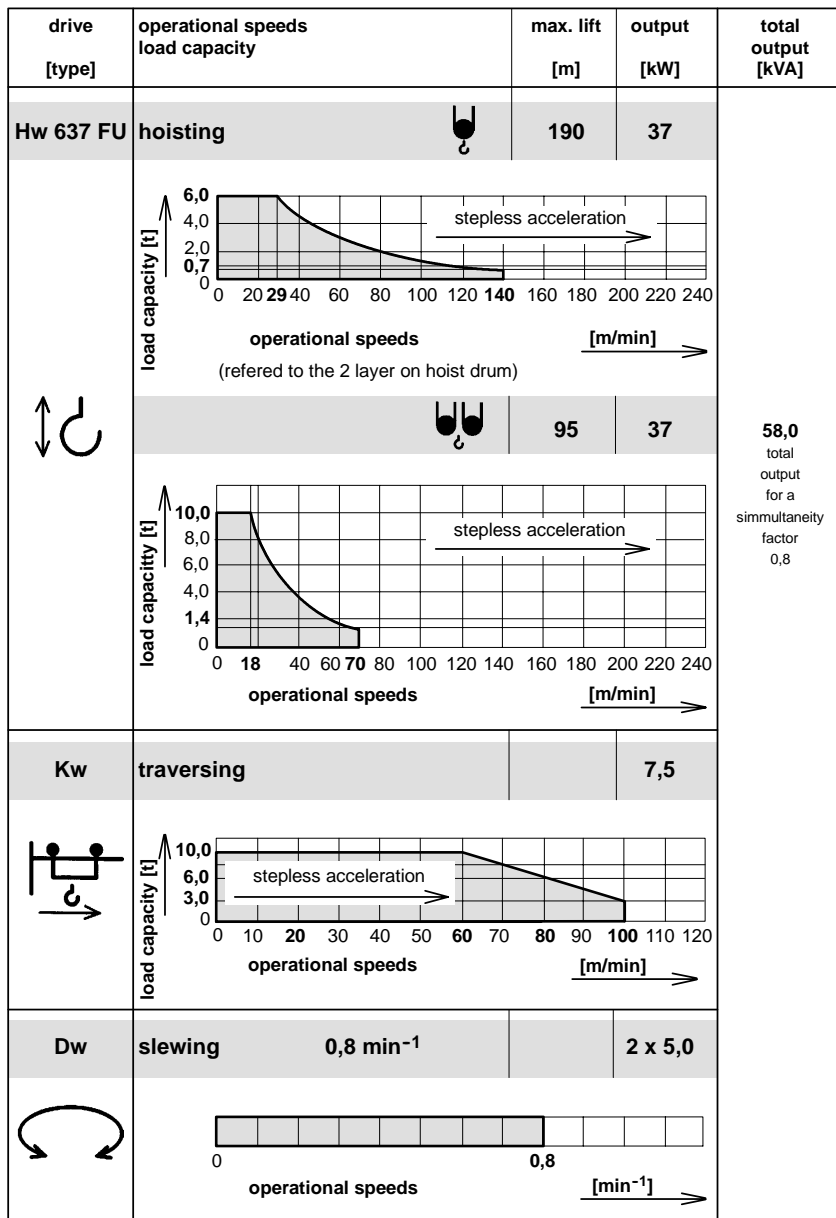 drive
[type]
operational speeds
load capacity
max. lift
[m]
output
[kW]
total
output
[kVA]
Hw 637 FU
hoisting
190
37
load capacity [t]
6,0
4,0
2,0
0,7
0
stepless acceleration
0 20 29 40 60 80 100 120 140 160 180 200 220 240
operational speeds
[m/min]
(refered to the 2 layer on hoist drum)
95
37
58,0
total
output
for a
simmultaneity
factor
0,8
load capacitty [t]
10,0
8,0
6,0
4,0
1,4
0
stepless acceleration
0 18 40 60 70 80 100 120 140 160 180 200 220 240
operational speeds
[m/min]
Kw
traversing
7,5
load capacity [t]
10,0
6,0
3,0
0
stepless acceleration
0 10 20 30 40 50 60 70 80 90 100 110 120
operational speeds
[m/min]
Dw
slewing
0,8 min-1
2 x 5,0
0
0,8
operational speeds
[min-1]